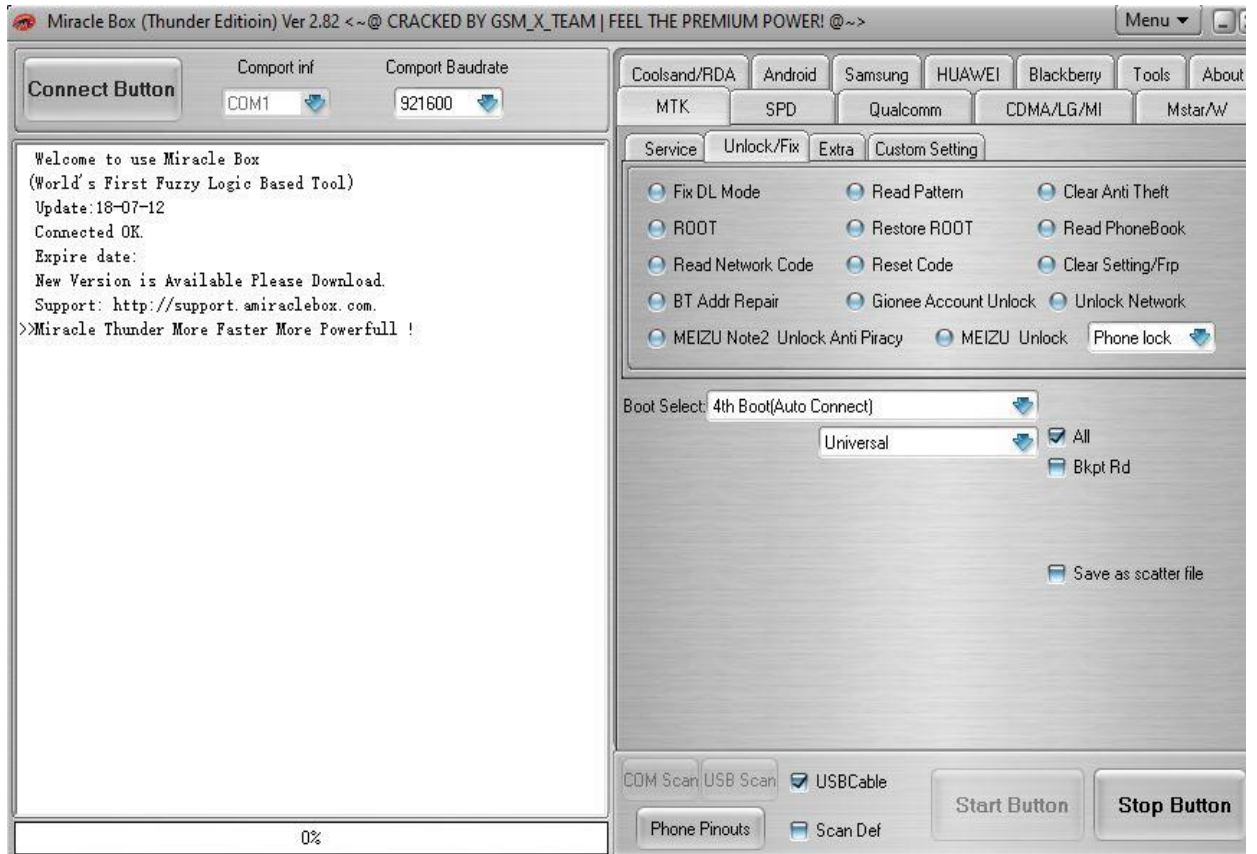 Miracle Box (Thunder Editioin) Ver 2.82 <~@ CRACKED BY GSM_X_TEAM | FEEL THE PREMIUM POWER! @~>
Menu
Connect Button
Comport inf
Comport Baudrate
COM1
921600
Welcome to use Miracle Box
(World's First Fuzzy Logic Based Tool)
Update:18-07-12
Connected OK.
Expire date:
New Version is Available Please Download.
Support: http://support.amiraclebox.com.
>>Miracle Thunder More Faster More Powerfull !
0%
Coolsand/RDA Android Samsung HUAWEI Blackberry Tools About
MTK SPD Qualcomm CDMA/LG/MI Mstar/W
Service Unlock/Fix Extra Custom Setting
Fix DL Mode Read Pattern Clear Anti Theft
ROOT Restore ROOT Read PhoneBook
Read Network Code Reset Code Clear Setting/Frp
BT Addr Repair Gionee Account Unlock Unlock Network
MEIZU Note2 Unlock Anti Piracy MEIZU Unlock Phone lock
Boot Select: 4th Boot(Auto Connect)
Universal All
Bkpt Rd
Save as scatter file
COM Scan USB Scan USBCable
Phone Pinouts Scan Def
Start Button
Stop Button